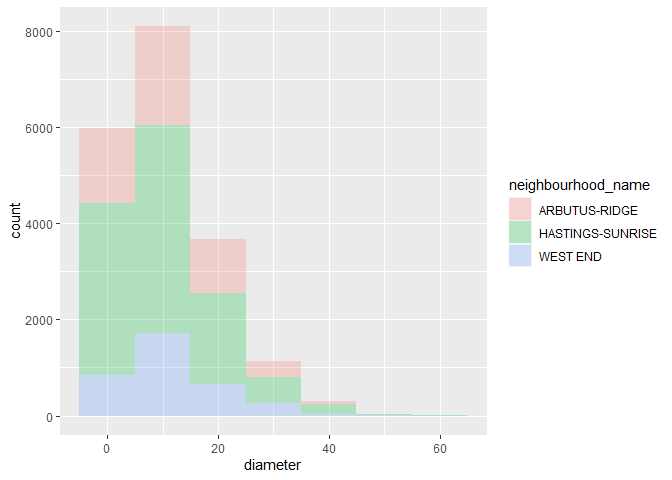 8000
6000
4000
2000
0
count
0
20
40
60
diameter
neighbourhood_name
ARBUTUS-RIDGE
HASTINGS-SUNRISE
WEST END